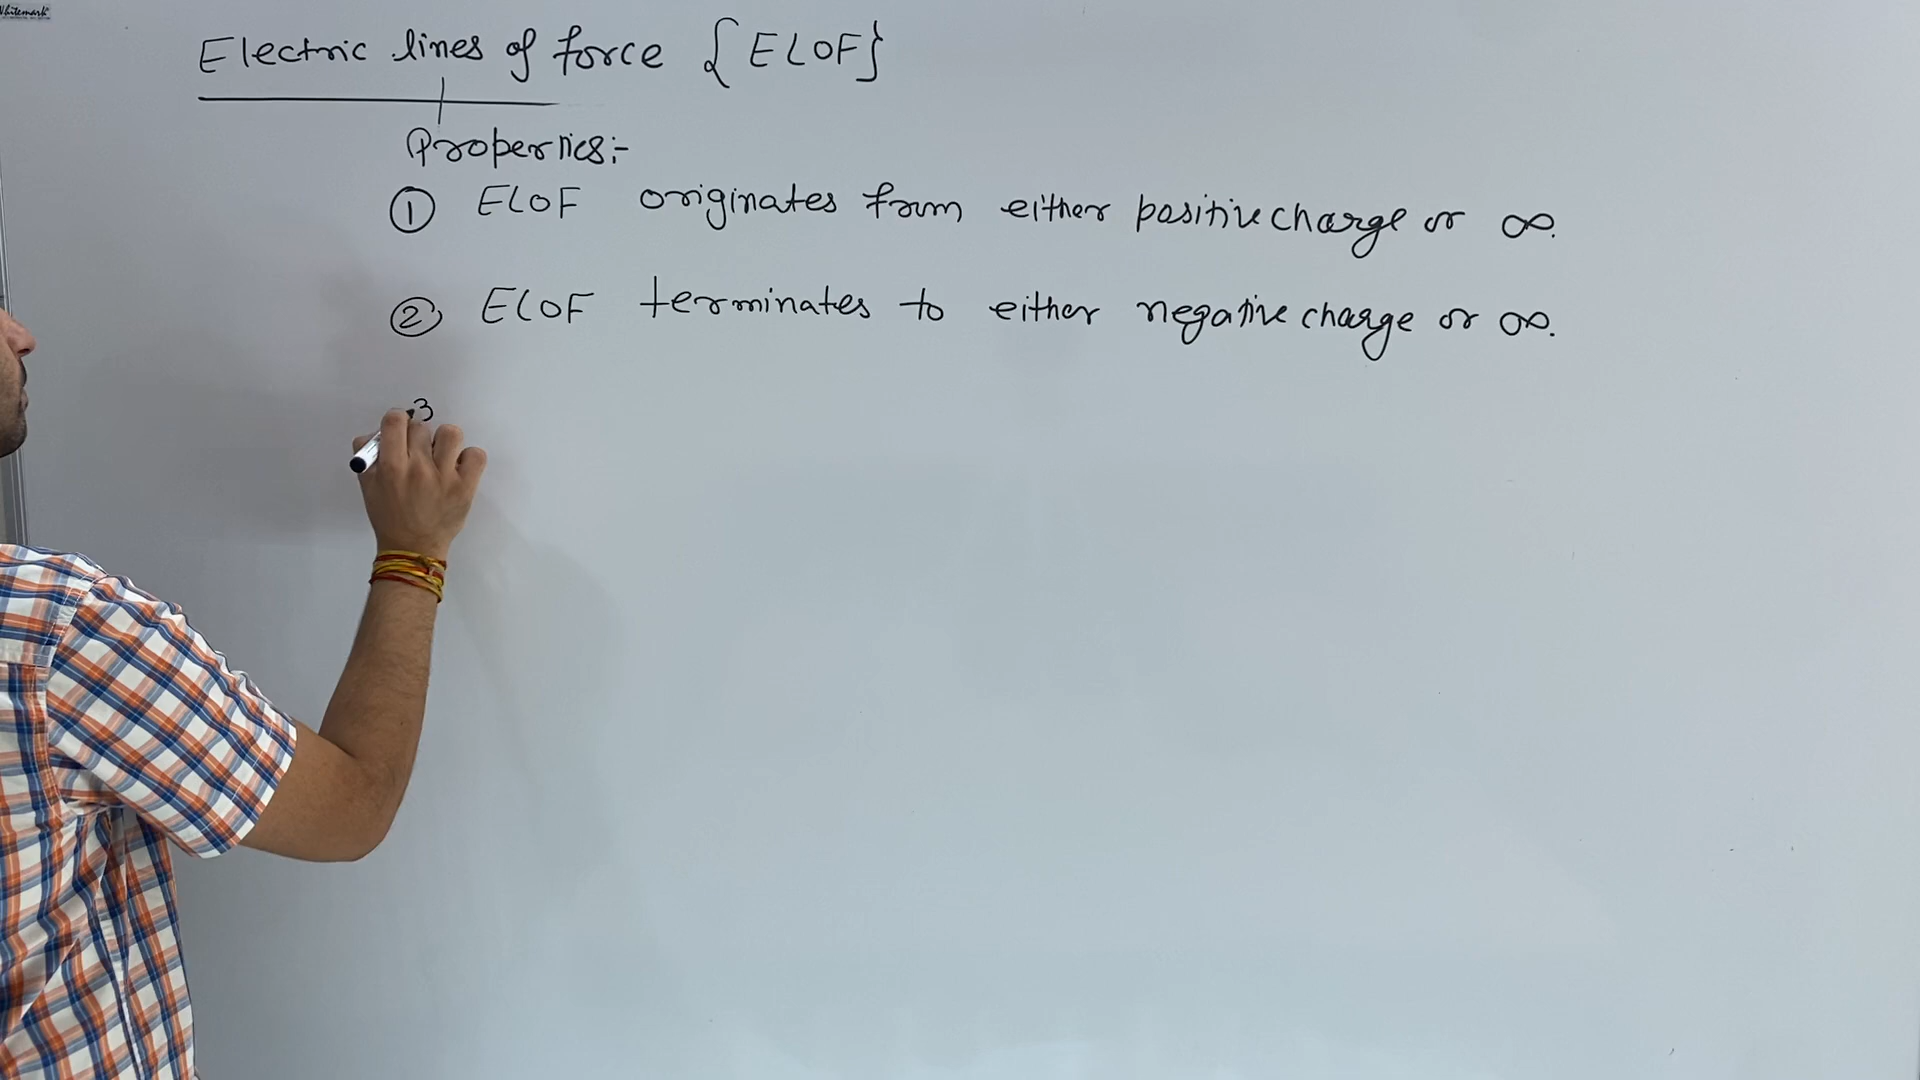 Whitemark
Electric lines of force {ELOF}
Properties:-
① ELOF originates from either positive charge or ∞.
② ELOF terminates to either negative charge or ∞.
3